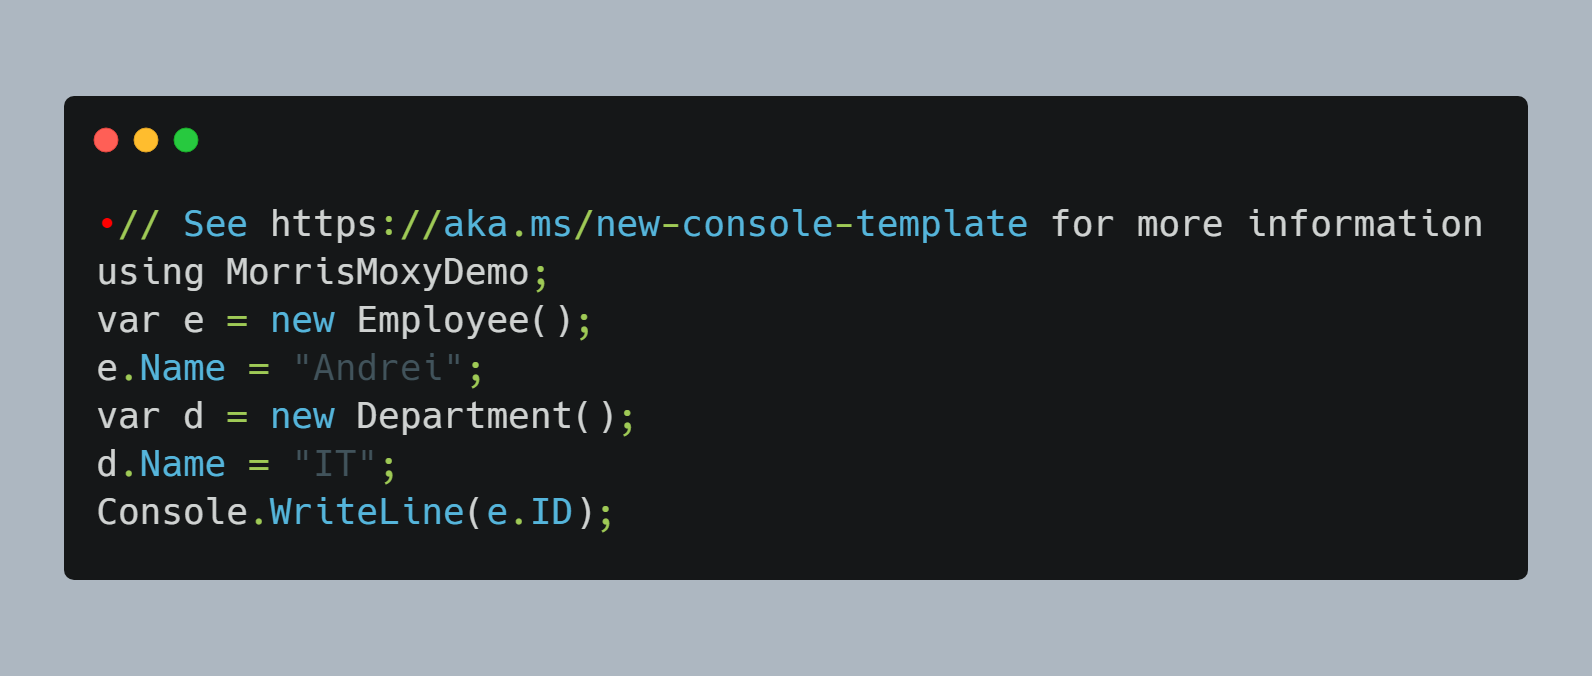 •// See https://aka.ms/new-console-template for more information
using MorrisMoxyDemo;
var e = new Employee();
e.Name = "Andrei";
var d = new Department();
d.Name = "IT";
Console.WriteLine(e.ID);